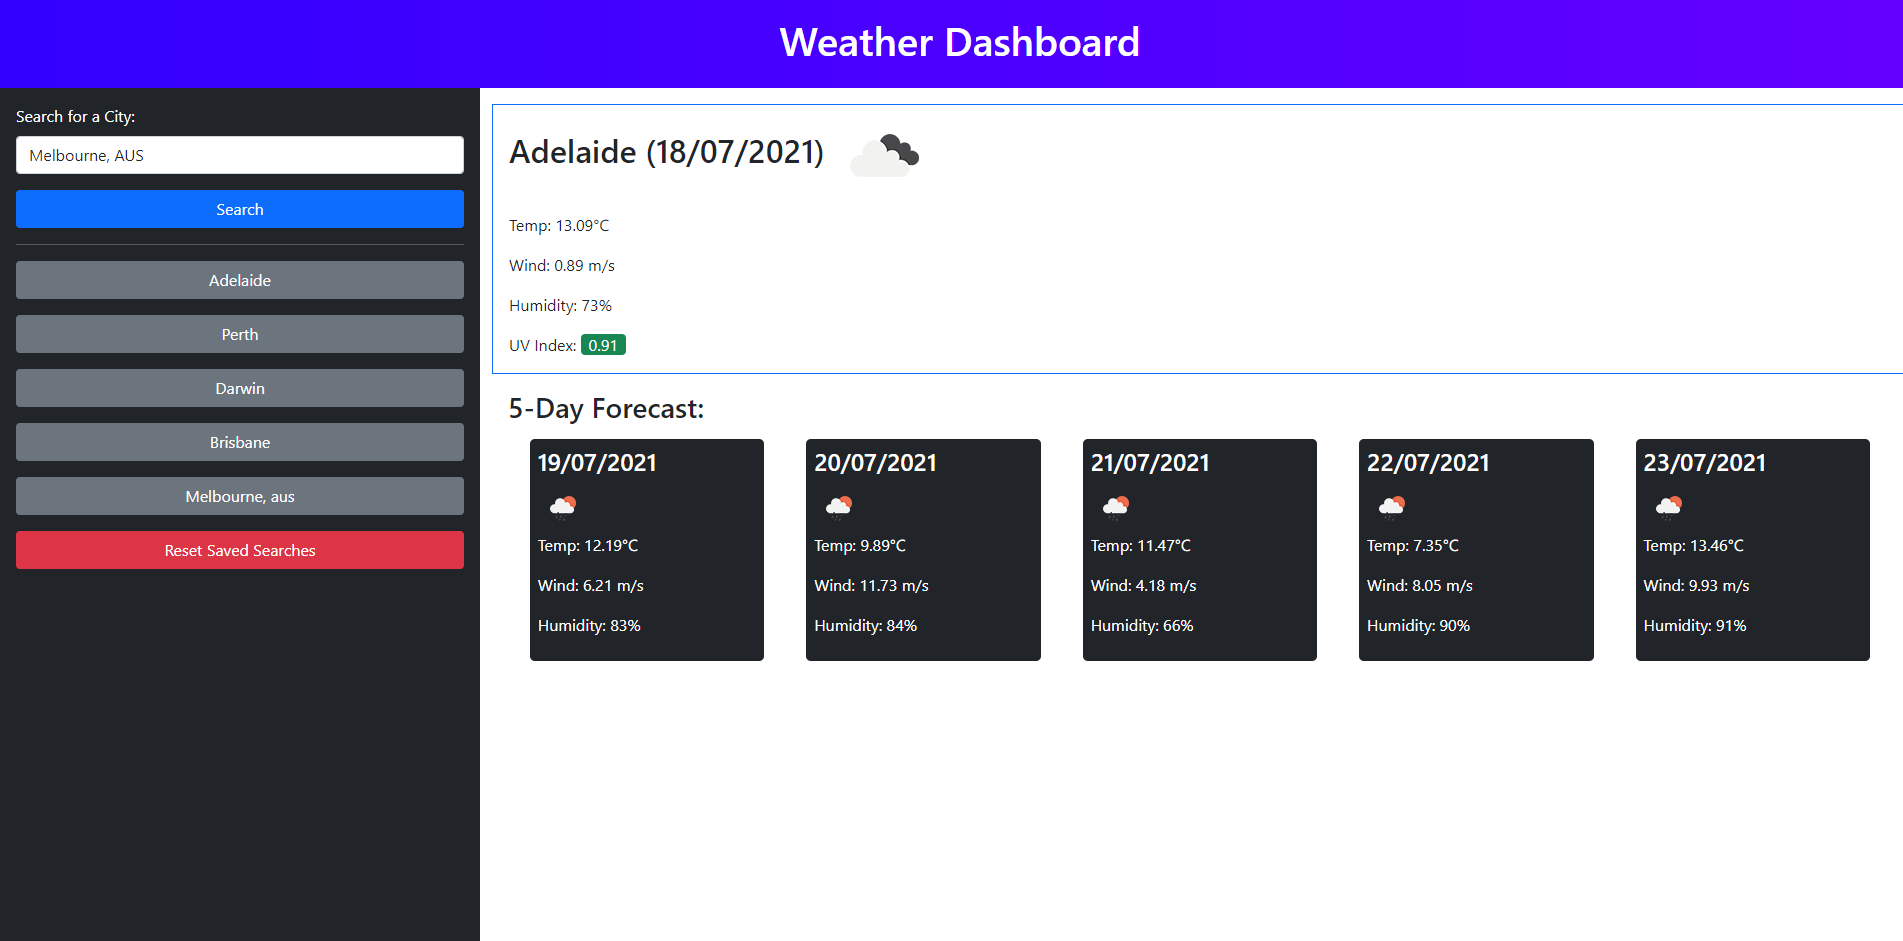 Weather Dashboard
Search for a City:
Melbourne, AUS
Search
Adelaide
Perth
Darwin
Brisbane
Melbourne, aus
Reset Saved Searches
Adelaide (18/07/2021)
Temp: 13.09°C
Wind: 0.89 m/s
Humidity: 73%
UV Index: 0.91
5-Day Forecast:
19/07/2021
Temp: 12.19°C
Wind: 6.21 m/s
Humidity: 83%
20/07/2021
Temp: 9.89°C
Wind: 11.73 m/s
Humidity: 84%
21/07/2021
Temp: 11.47°C
Wind: 4.18 m/s
Humidity: 66%
22/07/2021
Temp: 7.35°C
Wind: 8.05 m/s
Humidity: 90%
23/07/2021
Temp: 13.46°C
Wind: 9.93 m/s
Humidity: 91%